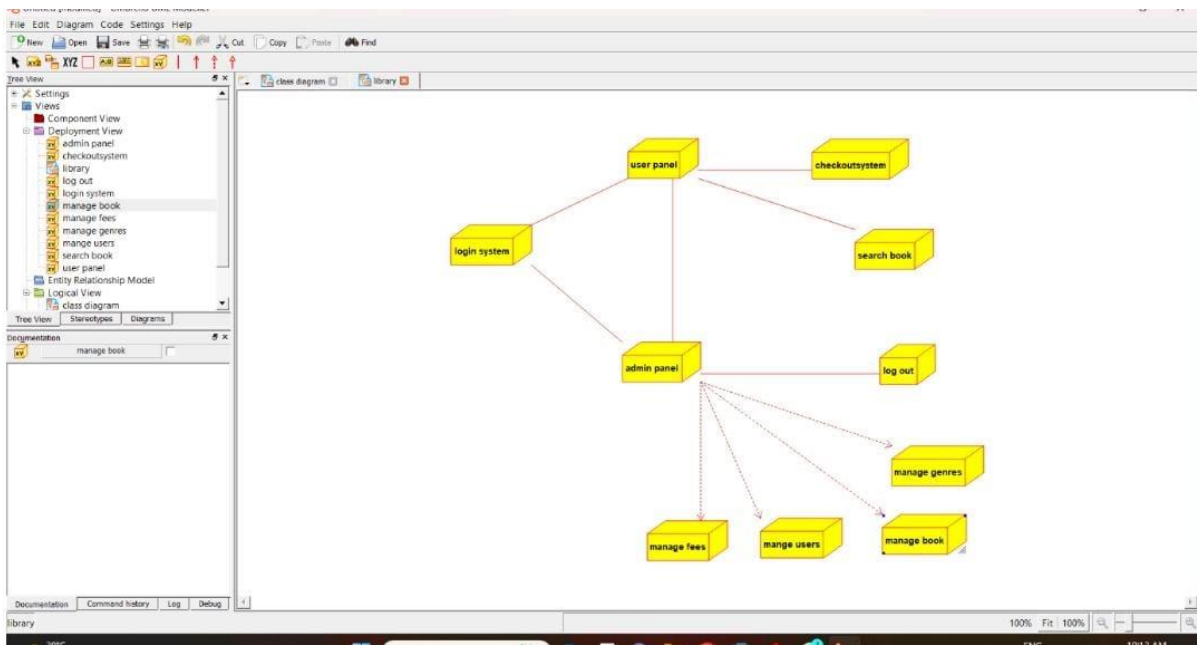 File Edit Diagram Code Settings Help
New Open Save Cut Copy Paste Find
XYZ
Tree View
class diagram library
Settings
Views
Component View
Deployment View
admin panel
checkoutsystem
library
log out
login system
manage book
manage fees
manage genres
mange users
search book
user panel
Entity Relationship Model
Logical View
class diagram
Tree View Stereotypes Diagrams
Documentation
manage book
user panel
checkoutsystem
login system
search book
admin panel
log out
manage genres
manage fees
mange users
manage book
Documentation Command history Log Debug
library
100% Fit 100%